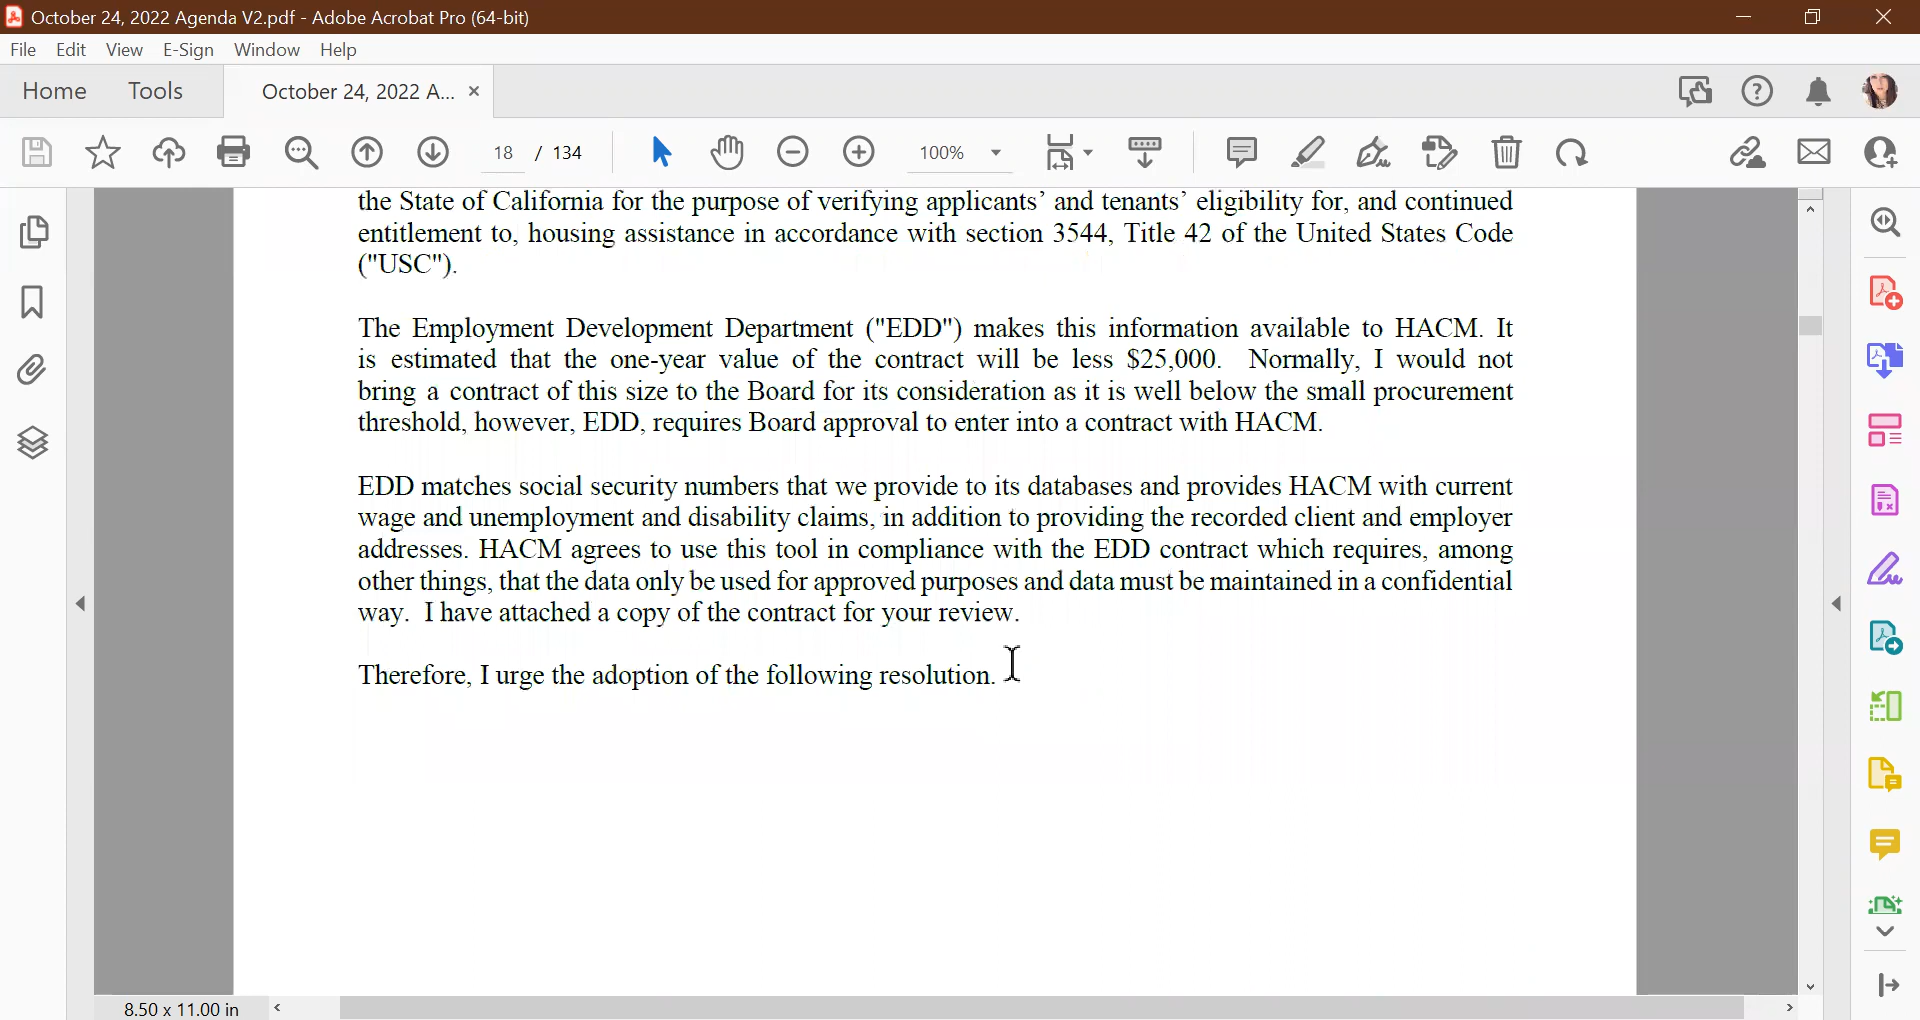 October 24, 2022 Agenda V2.pdf - Adobe Acrobat Pro (64-bit)
File Edit View E-Sign Window Help
Home Tools October 24, 2022 A... ×
18 / 134 100%
the State of California for the purpose of verifying applicants’ and tenants’ eligibility for, and continued
entitlement to, housing assistance in accordance with section 3544, Title 42 of the United States Code
("USC").
The Employment Development Department ("EDD") makes this information available to HACM. It
is estimated that the one-year value of the contract will be less $25,000. Normally, I would not
bring a contract of this size to the Board for its consideration as it is well below the small procurement
threshold, however, EDD, requires Board approval to enter into a contract with HACM.
EDD matches social security numbers that we provide to its databases and provides HACM with current
wage and unemployment and disability claims, in addition to providing the recorded client and employer
addresses. HACM agrees to use this tool in compliance with the EDD contract which requires, among
other things, that the data only be used for approved purposes and data must be maintained in a confidential
way. I have attached a copy of the contract for your review.
Therefore, I urge the adoption of the following resolution.
8.50 x 11.00 in